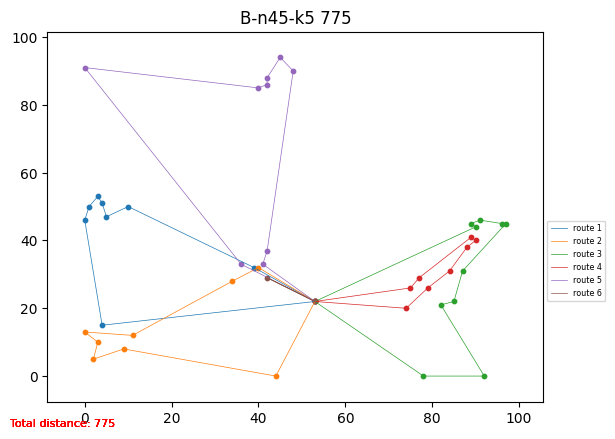 B-n45-k5 775
100
80
60
40
20
0
0 20 40 60 80 100
route 1
route 2
route 3
route 4
route 5
route 6
Total distance: 775